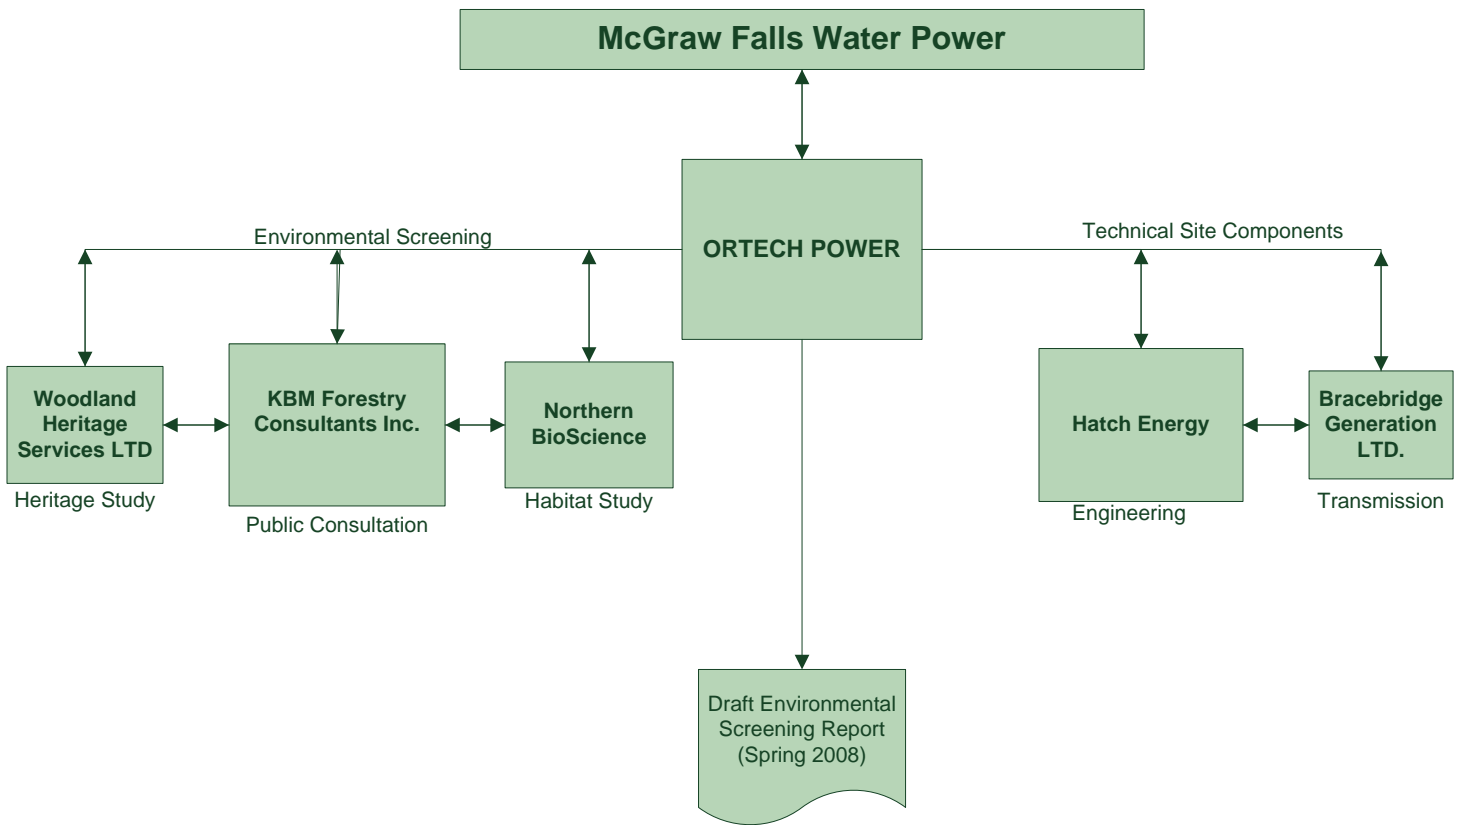 McGraw Falls Water Power
ORTECH POWER
Environmental Screening
Technical Site Components
Woodland
Heritage
Services LTD
Heritage Study
KBM Forestry
Consultants Inc.
Public Consultation
Northern
BioScience
Habitat Study
Hatch Energy
Engineering
Bracebridge
Generation
LTD.
Transmission
Draft Environmental
Screening Report
(Spring 2008)